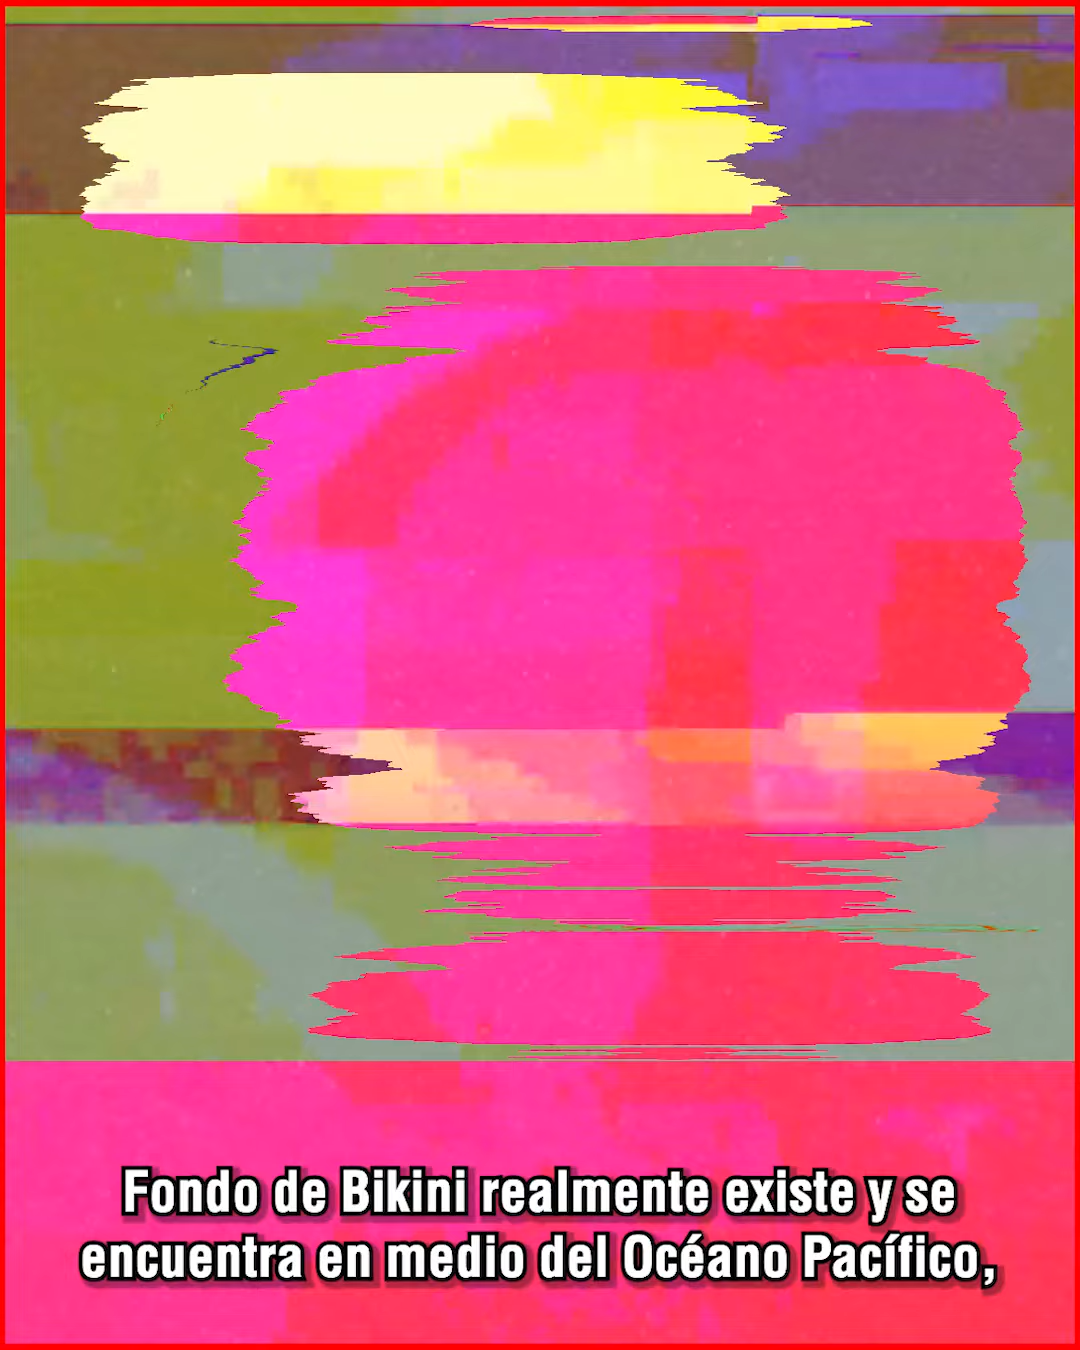 Fondo de Bikini realmente existe y se
encuentra en medio del Océano Pacífico,